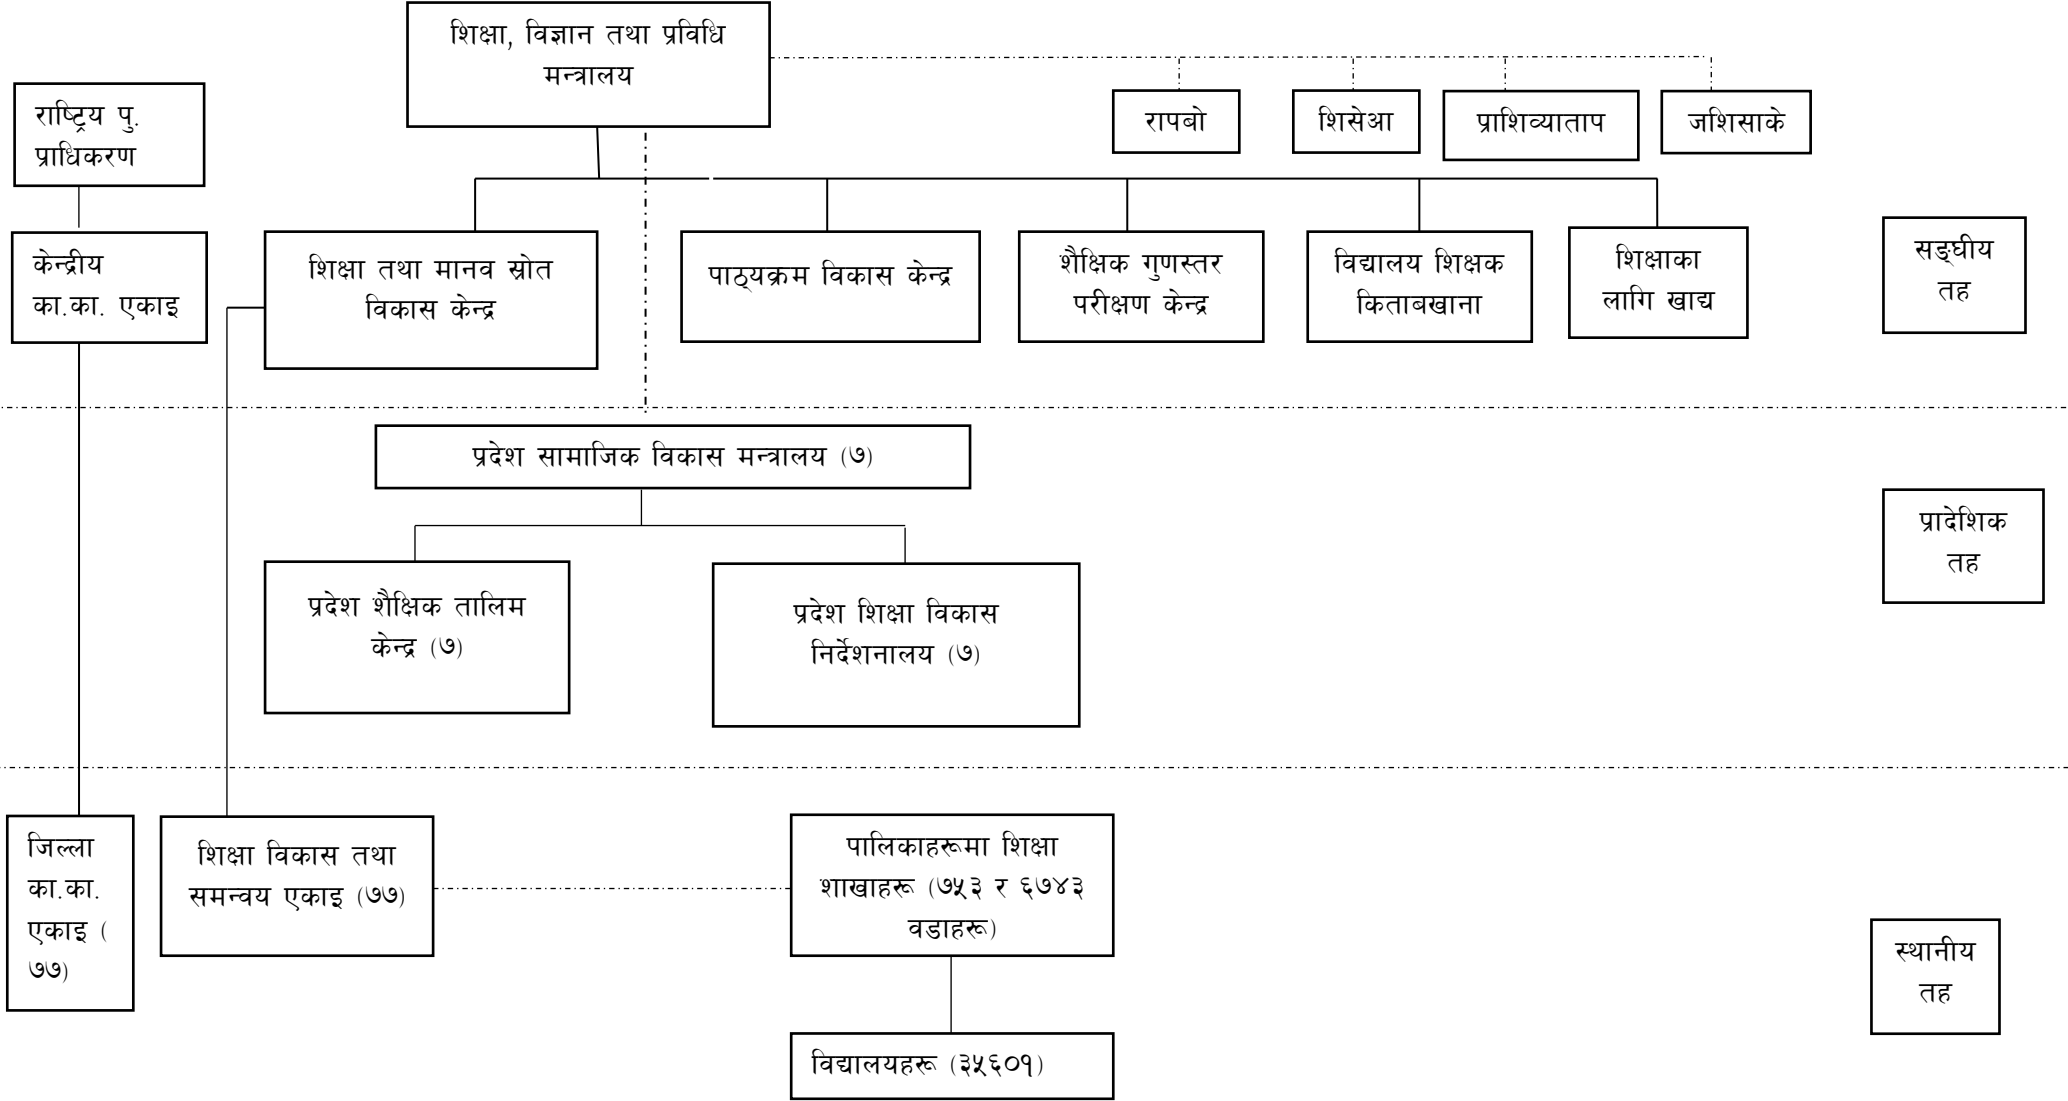 शिक्षा, विज्ञान तथा प्रविधि
मन्त्रालय
राष्ट्रिय पु.
प्राधिकरण
रापबो
शिसेआ
प्राशिव्याताप
जशिसाके
केन्द्रीय
का.का. एकाइ
शिक्षा तथा मानव स्रोत
विकास केन्द्र
पाठ्यक्रम विकास केन्द्र
शैक्षिक गुणस्तर
परीक्षण केन्द्र
विद्यालय शिक्षक
किताबखाना
शिक्षाका
लागि खाद्य
सङ्घीय
तह
प्रदेश सामाजिक विकास मन्त्रालय (७)
प्रदेश शैक्षिक तालिम
केन्द्र (७)
प्रदेश शिक्षा विकास
निर्देशनालय (७)
प्रादेशिक
तह
जिल्ला
का.का.
एकाइ (
७७)
शिक्षा विकास तथा
समन्वय एकाइ (७७)
पालिकाहरूमा शिक्षा
शाखाहरू (७५३ र ६७४३
वडाहरू)
विद्यालयहरू (३५६०१)
स्थानीय
तह